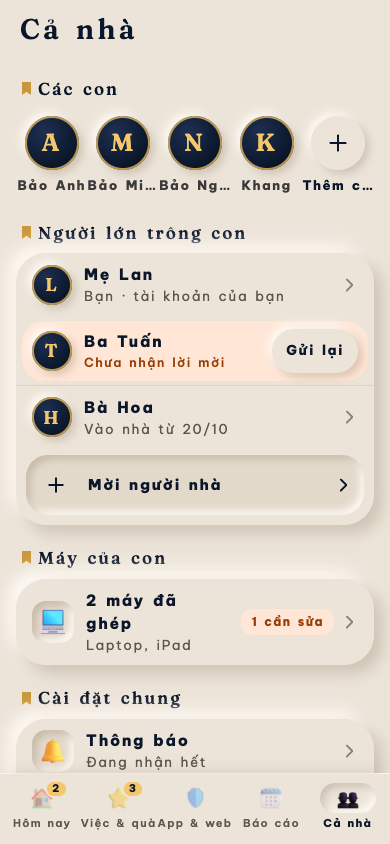 Cả nhà
Các con
A M N K
Bảo Anh Bảo Mi... Bảo Ng... Khang Thêm c...
Người lớn trông con
L
Mẹ Lan
Bạn · tài khoản của bạn
T
Ba Tuấn
Chưa nhận lời mời
Gửi lại
H
Bà Hoa
Vào nhà từ 20/10
Mời người nhà
Máy của con
2 máy đã
ghép
Laptop, iPad
1 cần sửa
Cài đặt chung
Thông báo
Đang nhận hết
2 3
Hôm nay Việc & quà App & web Báo cáo Cả nhà